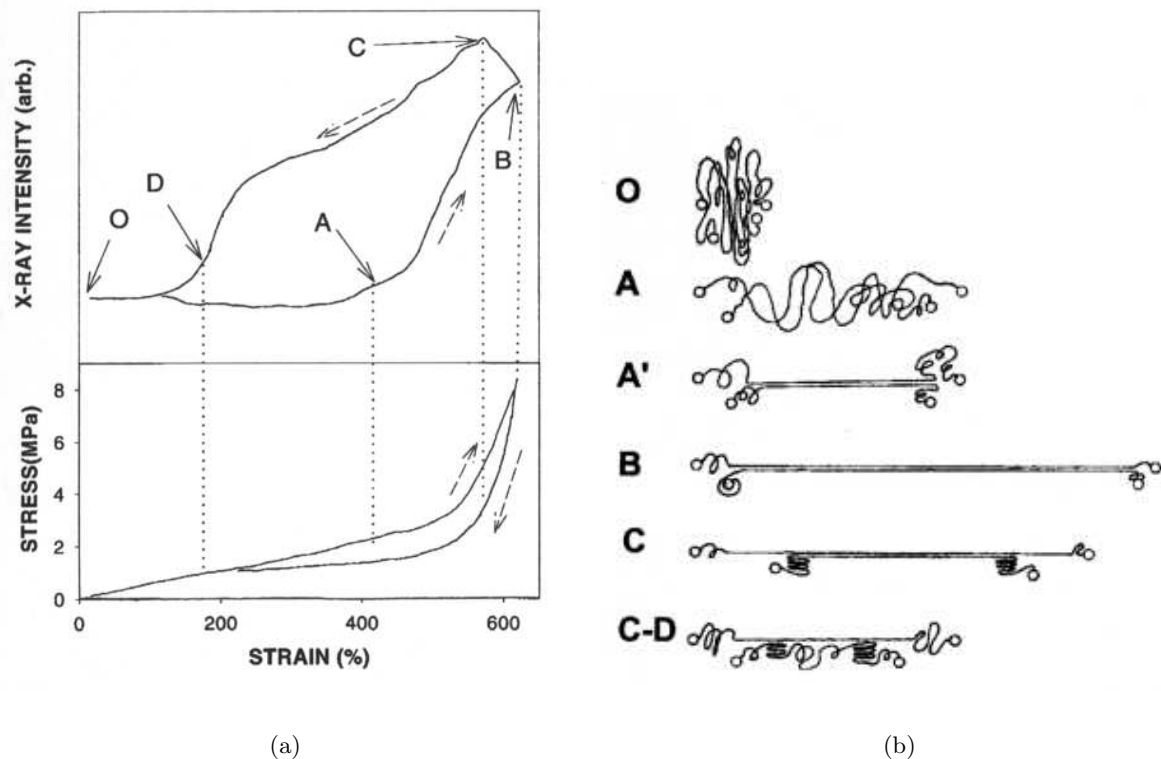 X-RAY INTENSITY (arb.)
C
B
D
O
A
STRESS(MPa)
8
6
4
2
0
0
200
400
600
STRAIN (%)
(a)
O
A
A'
B
C
C-D
(b)